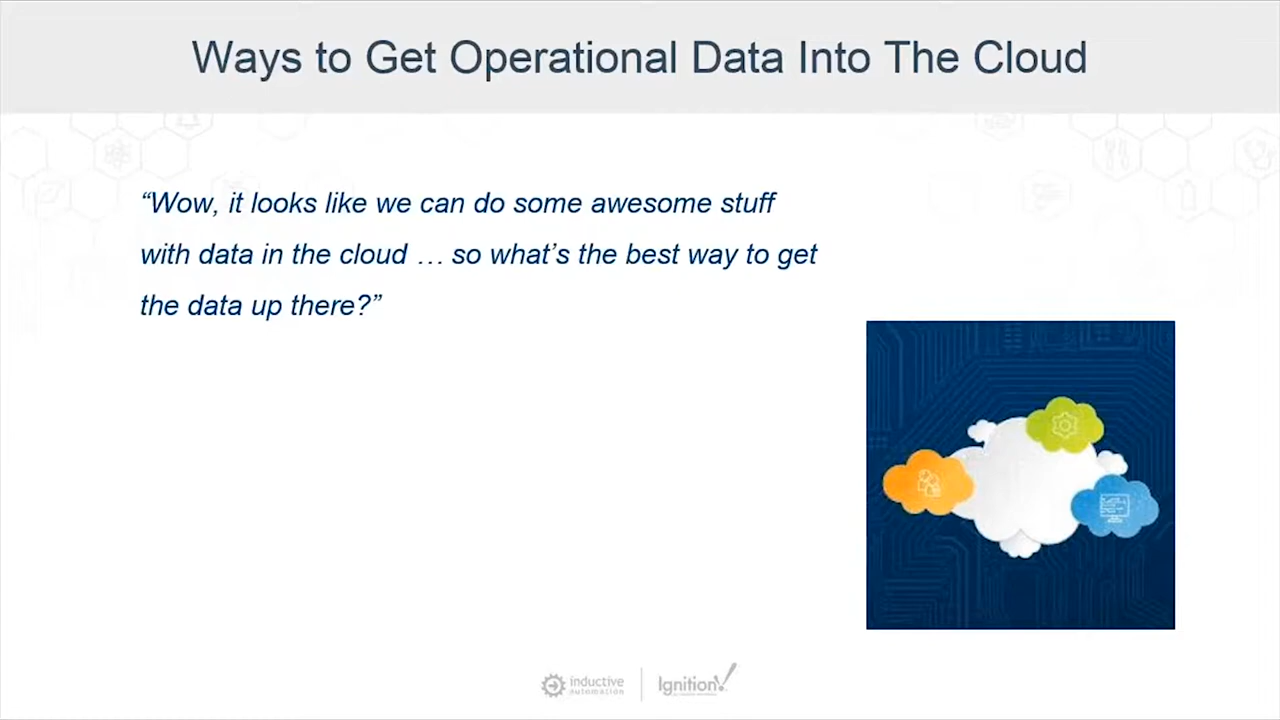 Ways to Get Operational Data Into The Cloud
“Wow, it looks like we can do some awesome stuff
with data in the cloud … so what’s the best way to get
the data up there?”
inductive
automation
Ignition!